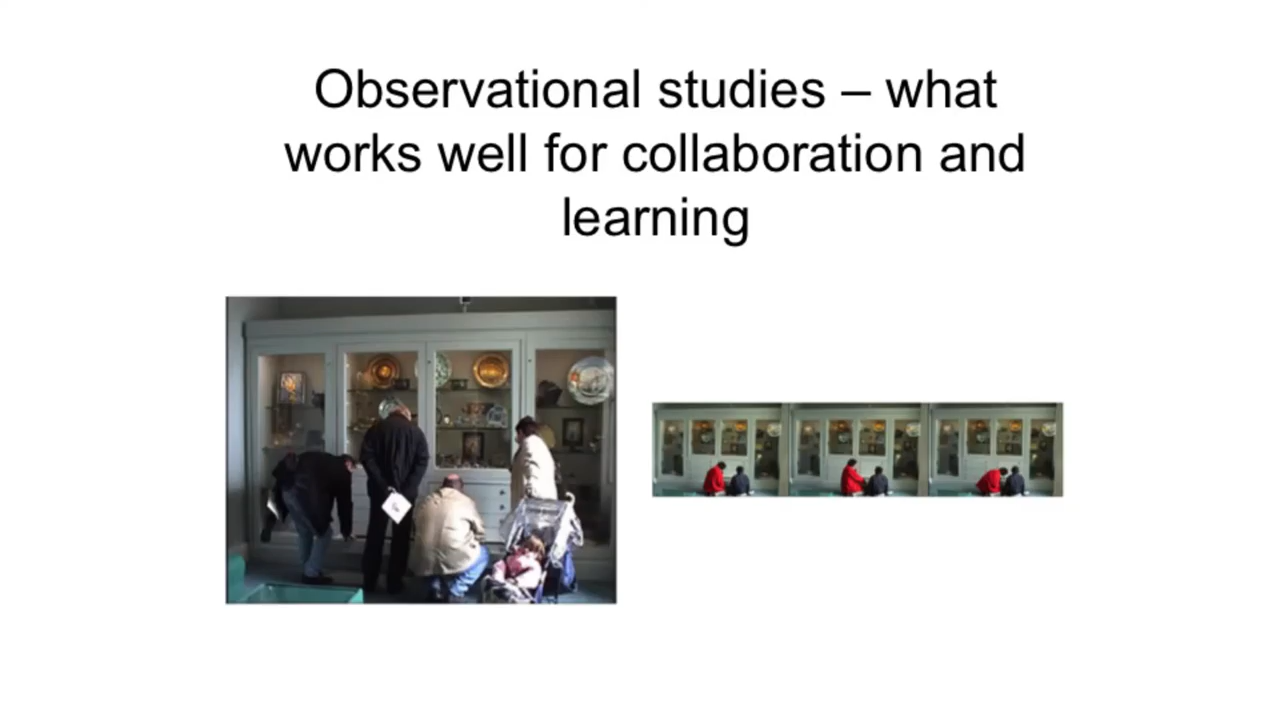 Observational studies – what
works well for collaboration and
learning